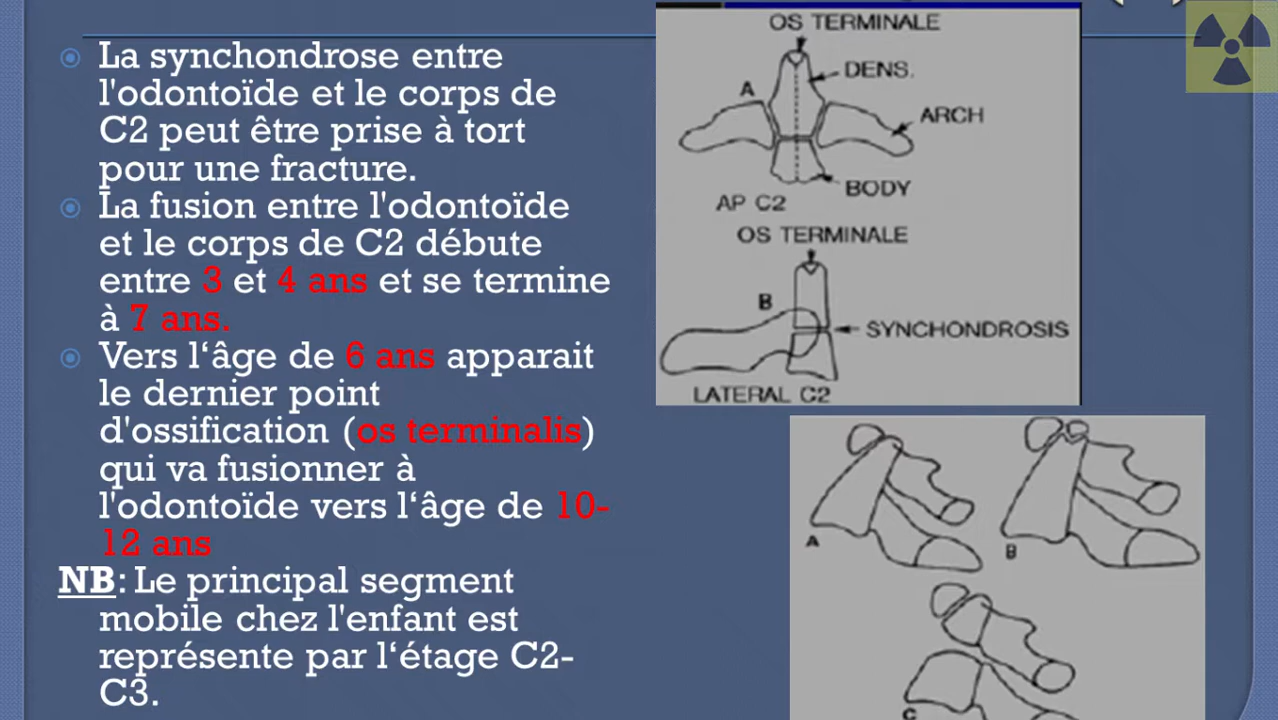 La synchondrose entre
l'odontoïde et le corps de
C2 peut être prise à tort
pour une fracture.
La fusion entre l'odontoïde
et le corps de C2 débute
entre 3 et 4 ans et se termine
à 7 ans.
Vers l‘âge de 6 ans apparait
le dernier point
d'ossification (os terminalis)
qui va fusionner à
l'odontoïde vers l‘âge de 10-
12 ans
NB: Le principal segment
mobile chez l'enfant est
représente par l‘étage C2-
C3.
OS TERMINALE
DENS.
A
ARCH
BODY
AP C2
OS TERMINALE
B
SYNCHONDROSIS
LATERAL C2
A
B
C